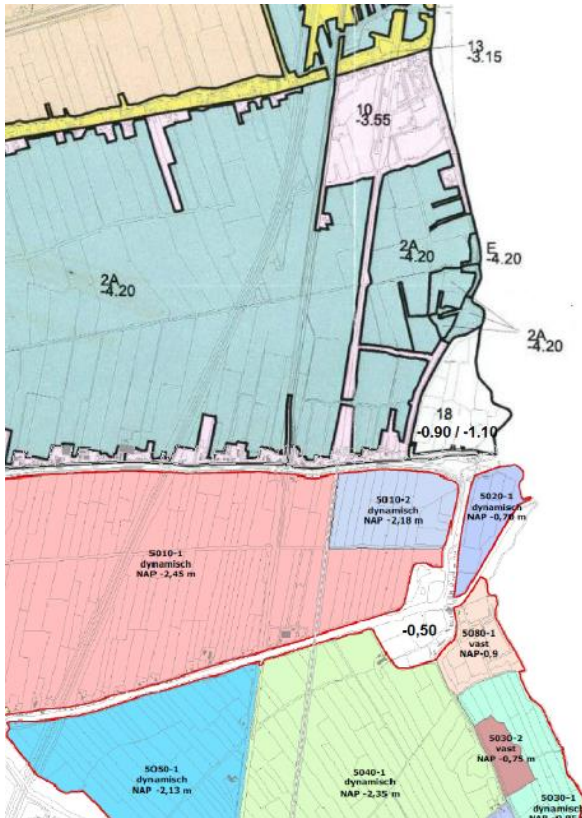 13
-3.15
10
-3.55
2A
-4.20
E
-4.20
2A
-4.20
2A
-4.20
18
-0.90 / -1.10
5010-2
dynamisch
NAP -2,18 m
5020-1
dynamisch
NAP -0,70 m
5010-1
dynamisch
NAP -2,45 m
-0,50
5080-1
vast
NAP-0,9
5030-2
vast
NAP -0,75 m
5050-1
dynamisch
NAP -2,13 m
5040-1
dynamisch
NAP -2,35 m
5030-1
dynamisch